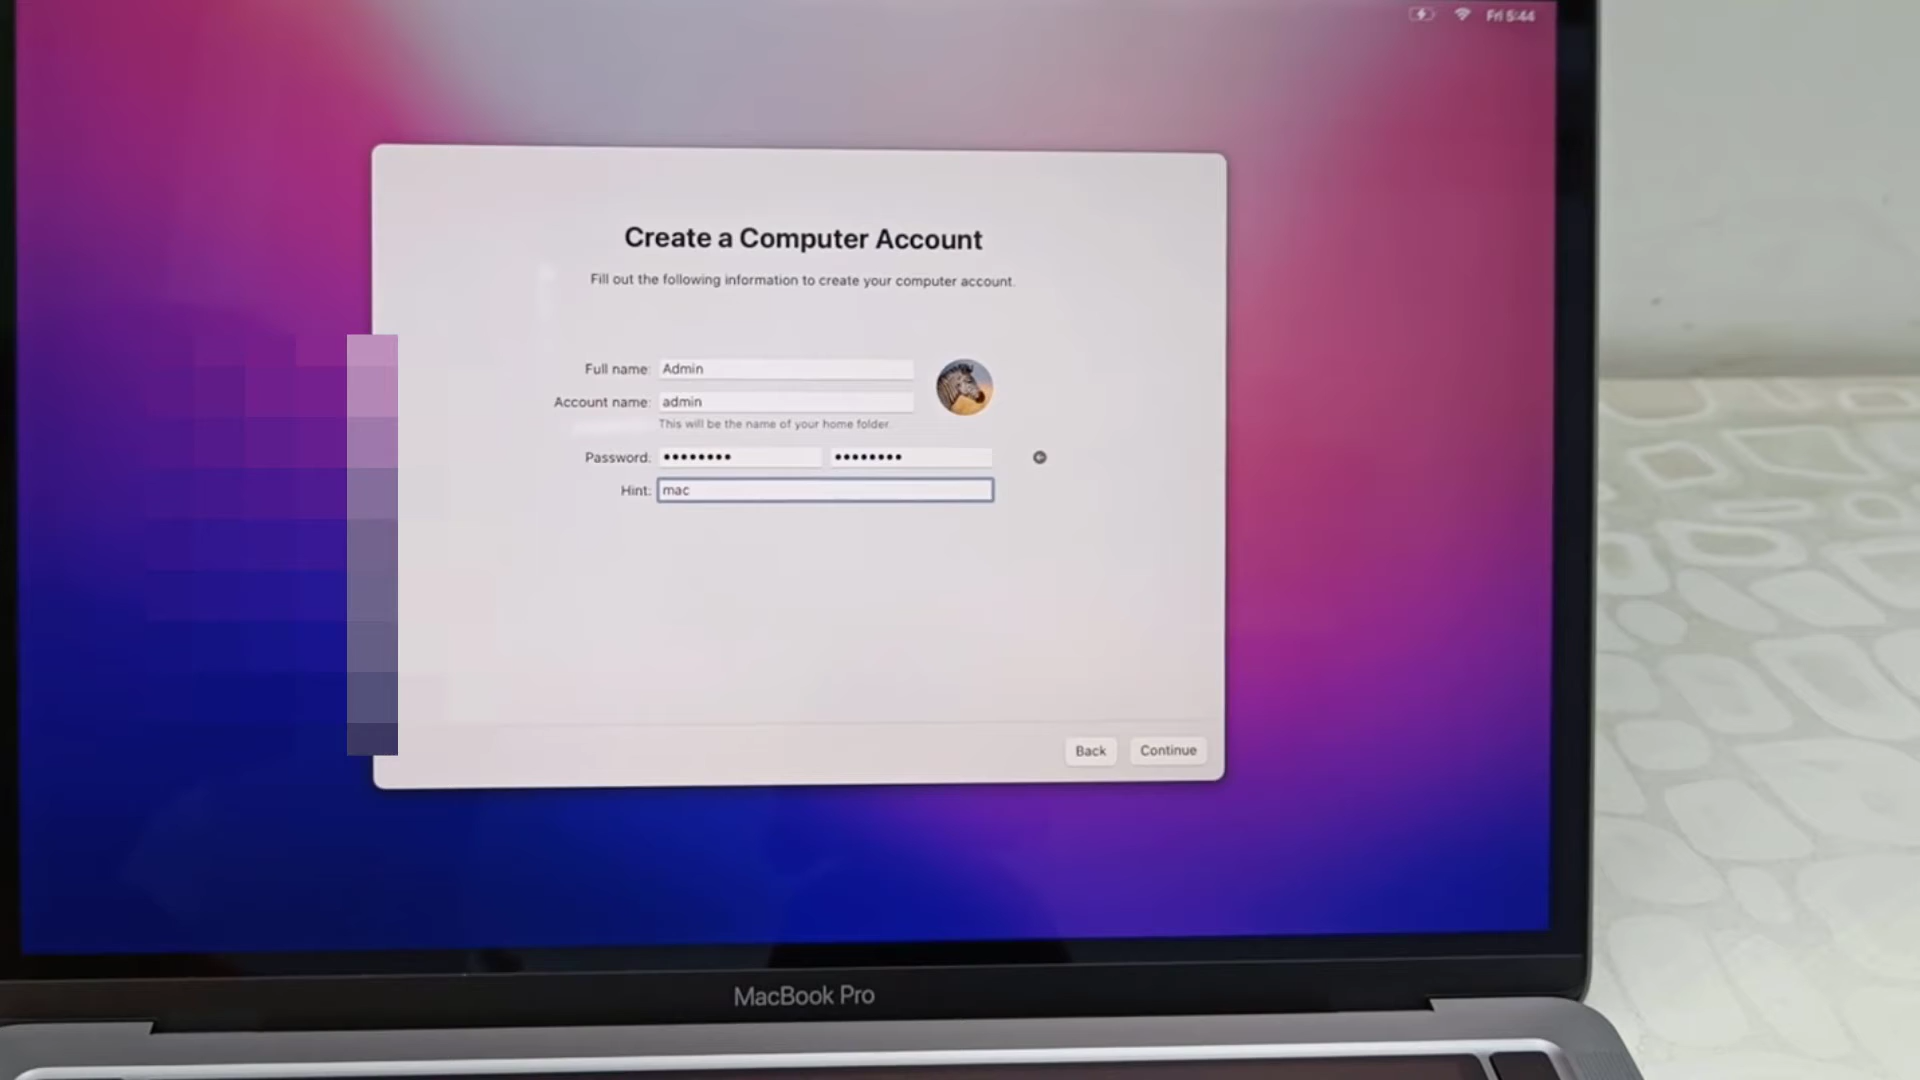 Fri 5:44
Create a Computer Account
Fill out the following information to create your computer account.
Full name: Admin
Account name: admin
This will be the name of your home folder.
Password: •••••••• ••••••••
Hint: mac
Back Continue
MacBook Pro